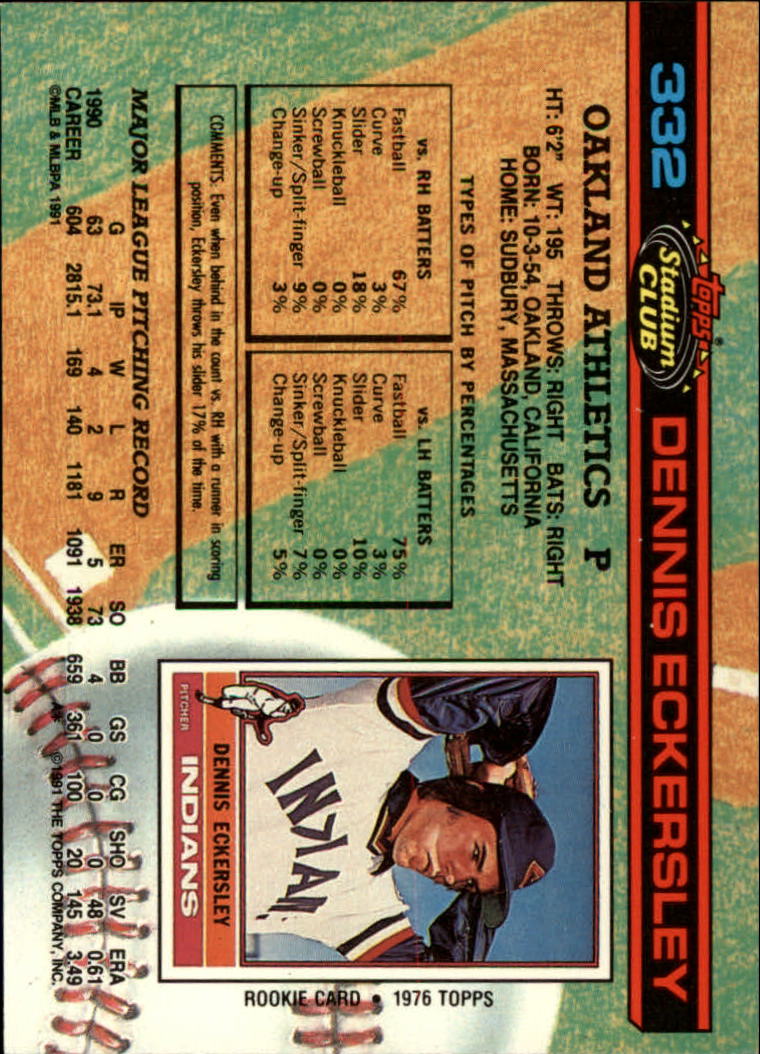 332
topps®
Stadium
CLUB
DENNIS ECKERSLEY
OAKLAND ATHLETICS P
HT: 6'2" WT: 195 THROWS: RIGHT BATS: RIGHT
BORN: 10-3-54, OAKLAND, CALIFORNIA
HOME: SUDBURY, MASSACHUSETTS
TYPES OF PITCH BY PERCENTAGES
vs. RH BATTERS
Fastball 67%
Curve 3%
Slider 18%
Knuckleball 0%
Screwball 0%
Sinker/Split-finger 9%
Change-up 3%
vs. LH BATTERS
Fastball 75%
Curve 3%
Slider 10%
Knuckleball 0%
Screwball 0%
Sinker/Split-finger 7%
Change-up 5%
COMMENTS: Even when behind in the count vs. RH with a runner in scoring
position, Eckersley throws his slider 17% of the time.
INDIAN
DENNIS ECKERSLEY
PITCHER
INDIANS
ROOKIE CARD • 1976 TOPPS
MAJOR LEAGUE PITCHING RECORD
G IP W L R ER SO BB GS CG SHO SV ERA
1990 63 73.1 4 2 9 5 73 4 0 0 0 48 0.61
CAREER 604 2815.1 169 140 1181 1091 1938 659 361 100 20 145 3.49
©MLB & MLBPA 1991
A* ©1991 THE TOPPS COMPANY, INC.